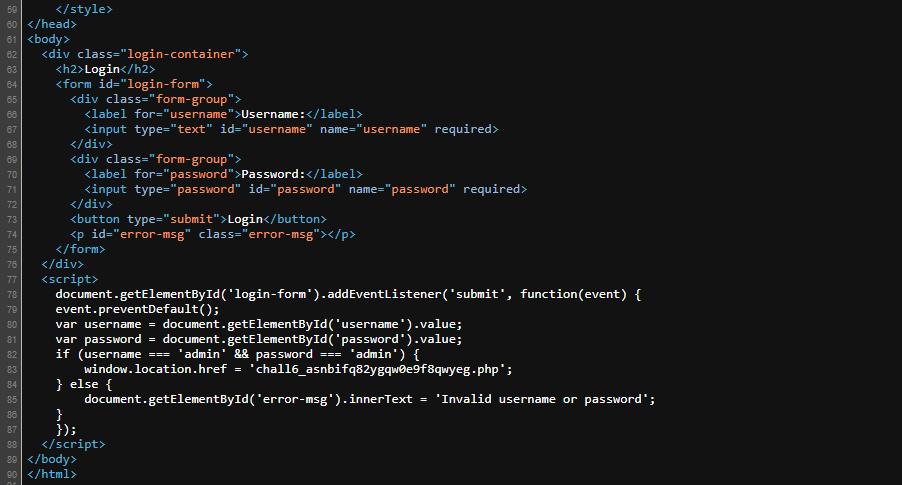 59 </style>
60 </head>
61 <body>
62 <div class="login-container">
63 <h2>Login</h2>
64 <form id="login-form">
65 <div class="form-group">
66 <label for="username">Username:</label>
67 <input type="text" id="username" name="username" required>
68 </div>
69 <div class="form-group">
70 <label for="password">Password:</label>
71 <input type="password" id="password" name="password" required>
72 </div>
73 <button type="submit">Login</button>
74 <p id="error-msg" class="error-msg"></p>
75 </form>
76 </div>
77 <script>
78 document.getElementById('login-form').addEventListener('submit', function(event) {
79 event.preventDefault();
80 var username = document.getElementById('username').value;
81 var password = document.getElementById('password').value;
82 if (username === 'admin' && password === 'admin') {
83 window.location.href = 'chall6_asnbifq82ygqw0e9f8qwyeg.php';
84 } else {
85 document.getElementById('error-msg').innerText = 'Invalid username or password';
86 }
87 });
88 </script>
89 </body>
90 </html>